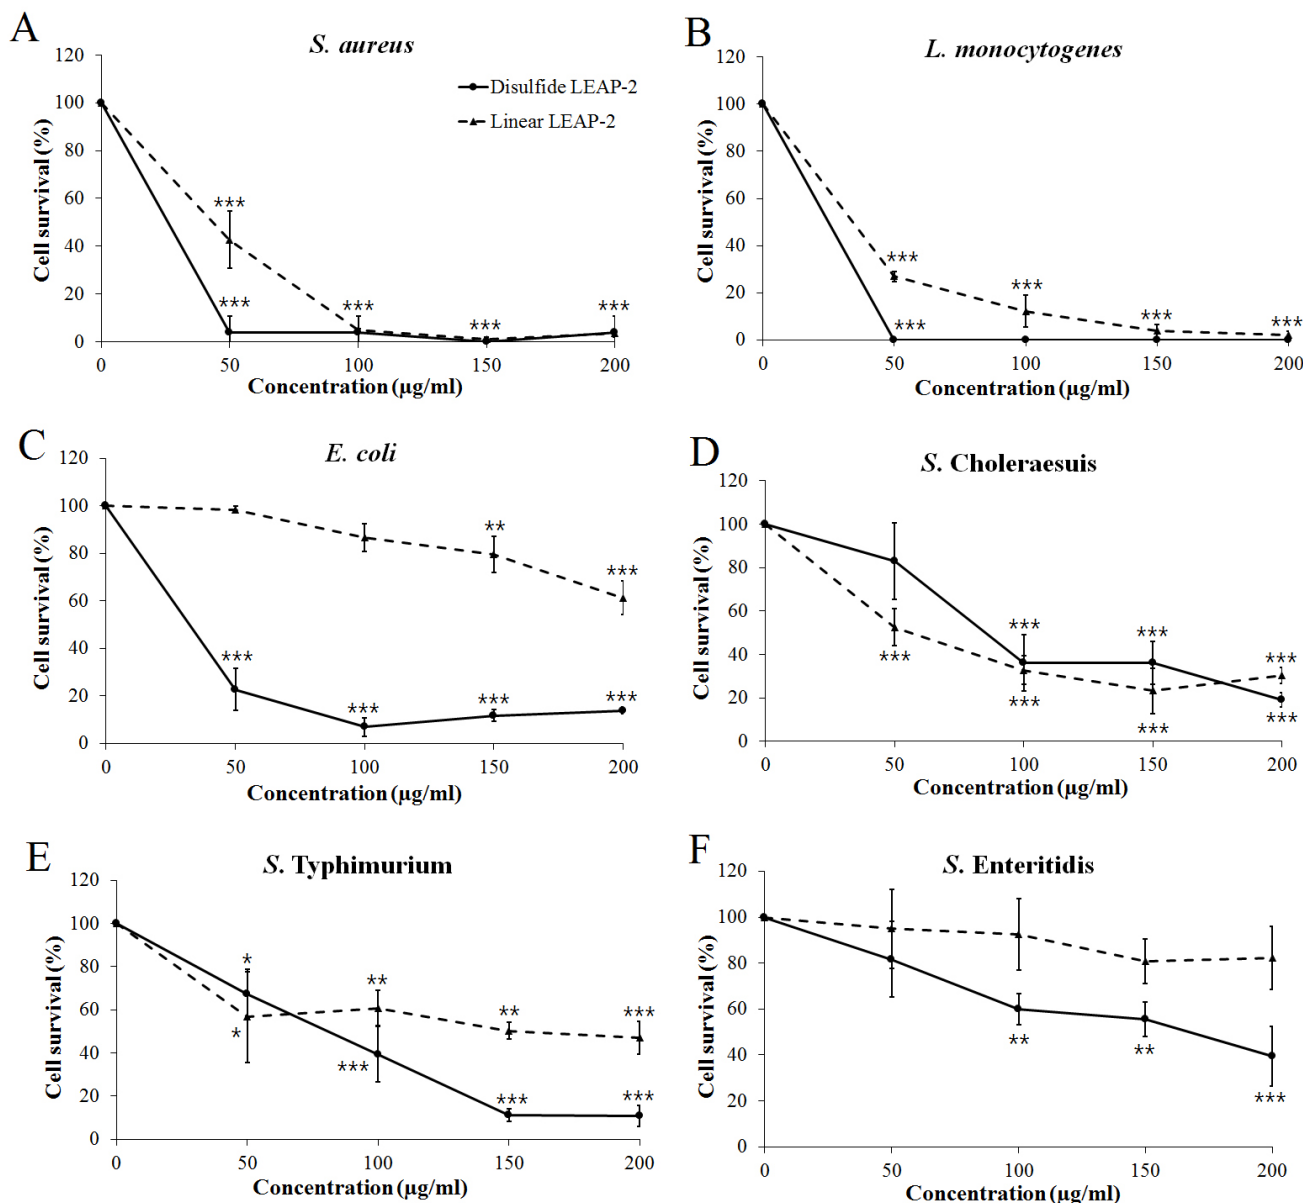 A
S. aureus
120
100
80
60
40
20
0
Cell survival (%)
Disulfide LEAP-2
Linear LEAP-2
***
***
***
***
***
0 50 100 150 200
Concentration (µg/ml)
B
L. monocytogenes
120
100
80
60
40
20
0
Cell survival (%)
***
***
***
***
***
0 50 100 150 200
Concentration (µg/ml)
C
E. coli
120
100
80
60
40
20
0
Cell survival (%)
**
***
***
***
***
***
0 50 100 150 200
Concentration (µg/ml)
D
S. Choleraesuis
120
100
80
60
40
20
0
Cell survival (%)
***
***
***
***
***
***
***
0 50 100 150 200
Concentration (µg/ml)
E
S. Typhimurium
120
100
80
60
40
20
0
Cell survival (%)
*
**
**
***
*
***
***
***
0 50 100 150 200
Concentration (µg/ml)
F
S. Enteritidis
120
100
80
60
40
20
0
Cell survival (%)
**
**
***
0 50 100 150 200
Concentration (µg/ml)